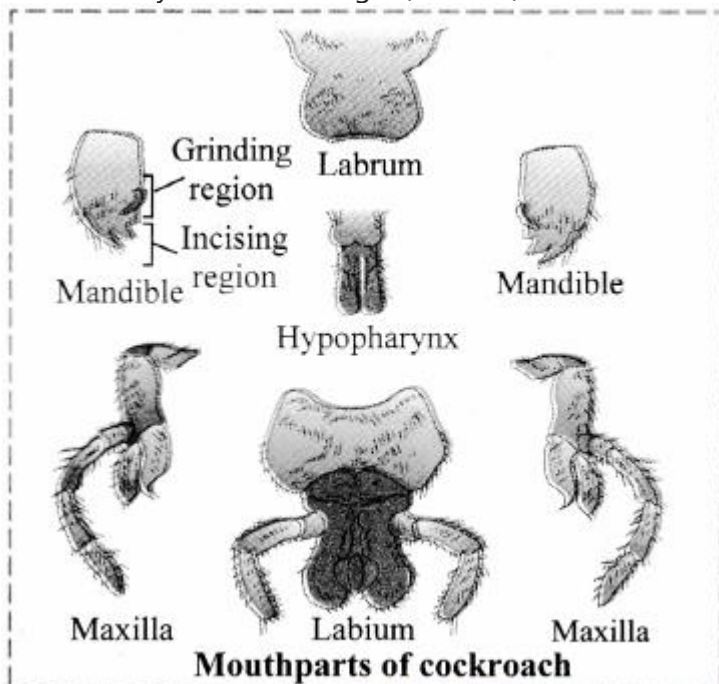 Labrum
Grinding
region
Incising
region
Mandible
Mandible
Hypopharynx
Maxilla
Labium
Maxilla
Mouthparts of cockroach